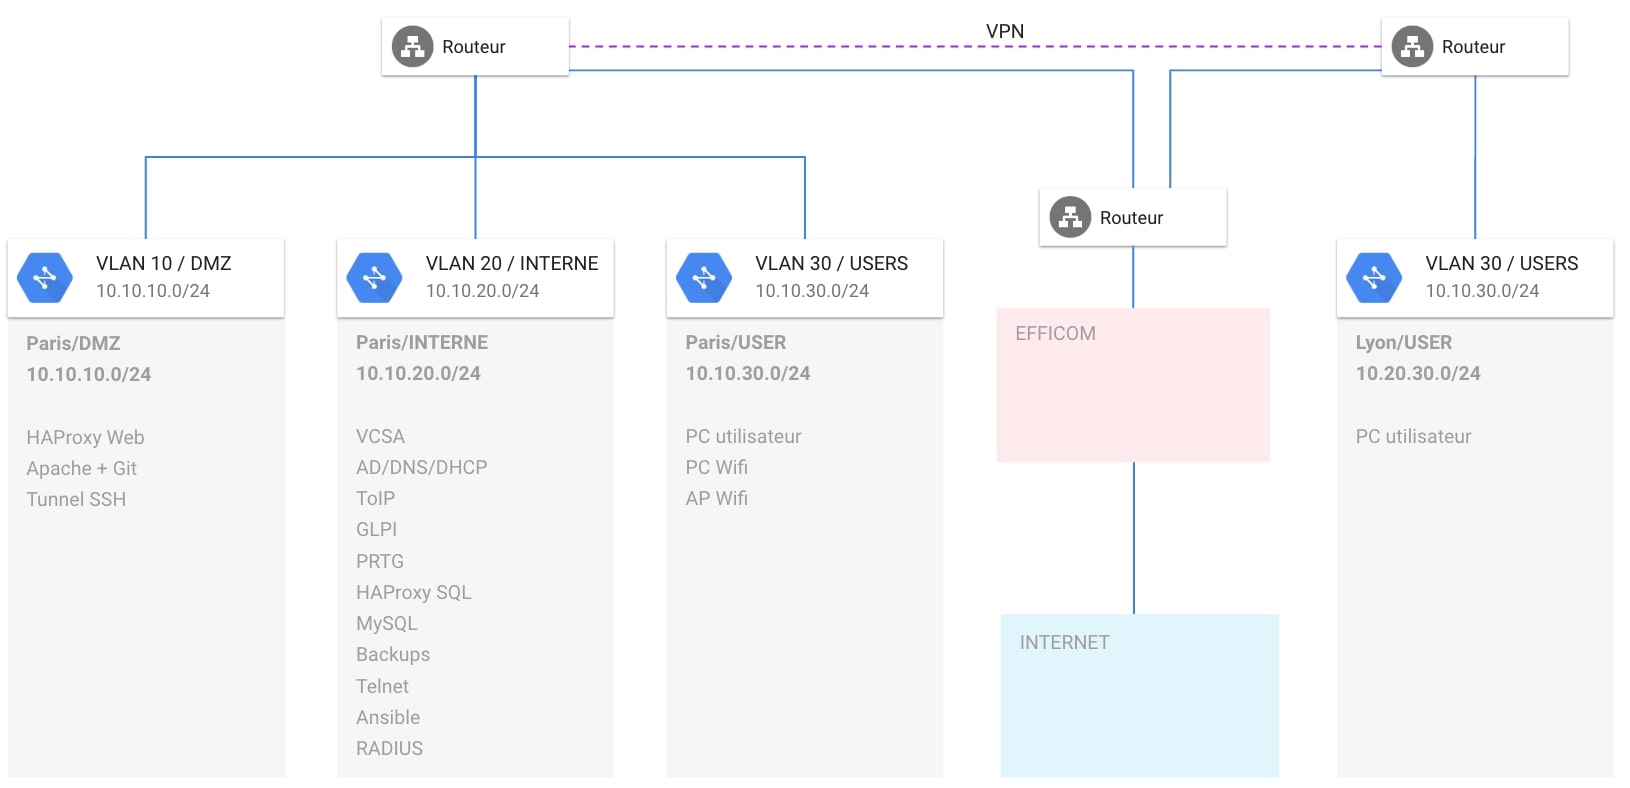 VPN
Routeur
Routeur
Routeur
VLAN 10 / DMZ
10.10.10.0/24
Paris/DMZ
10.10.10.0/24
HAProxy Web
Apache + Git
Tunnel SSH
VLAN 20 / INTERNE
10.10.20.0/24
Paris/INTERNE
10.10.20.0/24
VCSA
AD/DNS/DHCP
ToIP
GLPI
PRTG
HAProxy SQL
MySQL
Backups
Telnet
Ansible
RADIUS
VLAN 30 / USERS
10.10.30.0/24
Paris/USER
10.10.30.0/24
PC utilisateur
PC Wifi
AP Wifi
EFFICOM
INTERNET
VLAN 30 / USERS
10.10.30.0/24
Lyon/USER
10.20.30.0/24
PC utilisateur